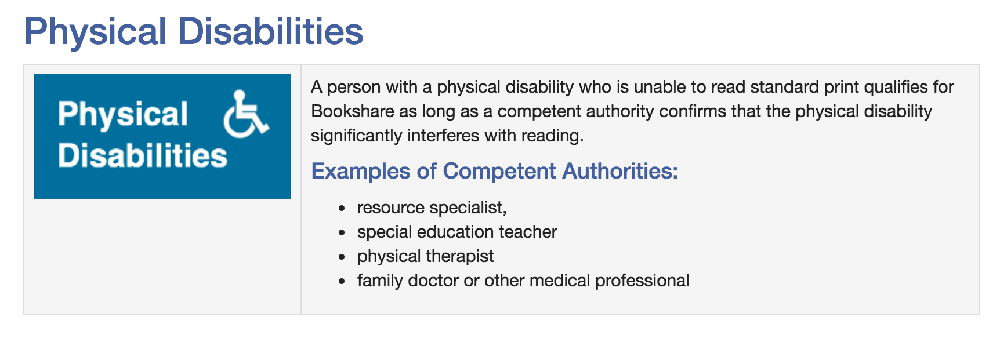 Physical Disabilities
Physical
Disabilities
A person with a physical disability who is unable to read standard print qualifies for
Bookshare as long as a competent authority confirms that the physical disability
significantly interferes with reading.
Examples of Competent Authorities:
• resource specialist,
• special education teacher
• physical therapist
• family doctor or other medical professional